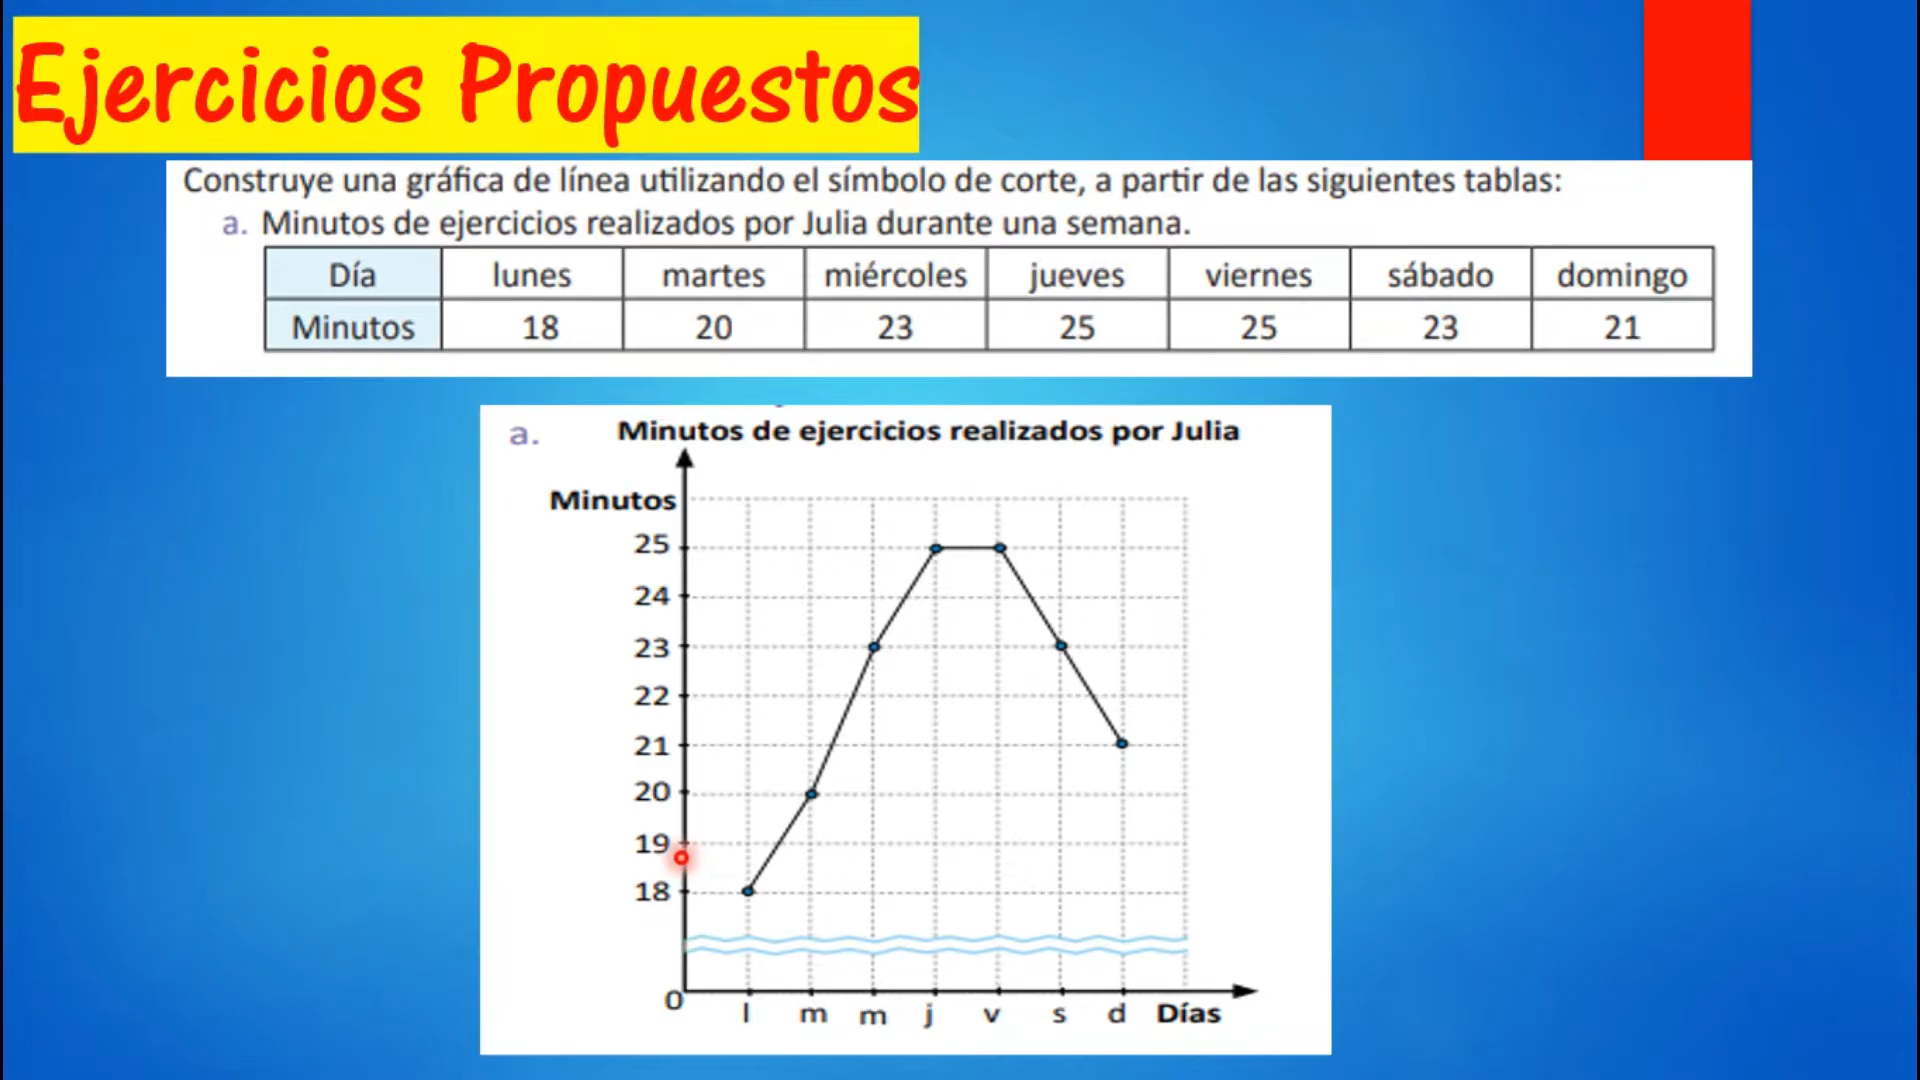 Ejercicios Propuestos
Construye una gráfica de línea utilizando el símbolo de corte, a partir de las siguientes tablas:
a. Minutos de ejercicios realizados por Julia durante una semana.
Día lunes martes miércoles jueves viernes sábado domingo
Minutos 18 20 23 25 25 23 21
a. Minutos de ejercicios realizados por Julia
Minutos
25
24
23
22
21
20
19
18
0
l m m j v s d Días